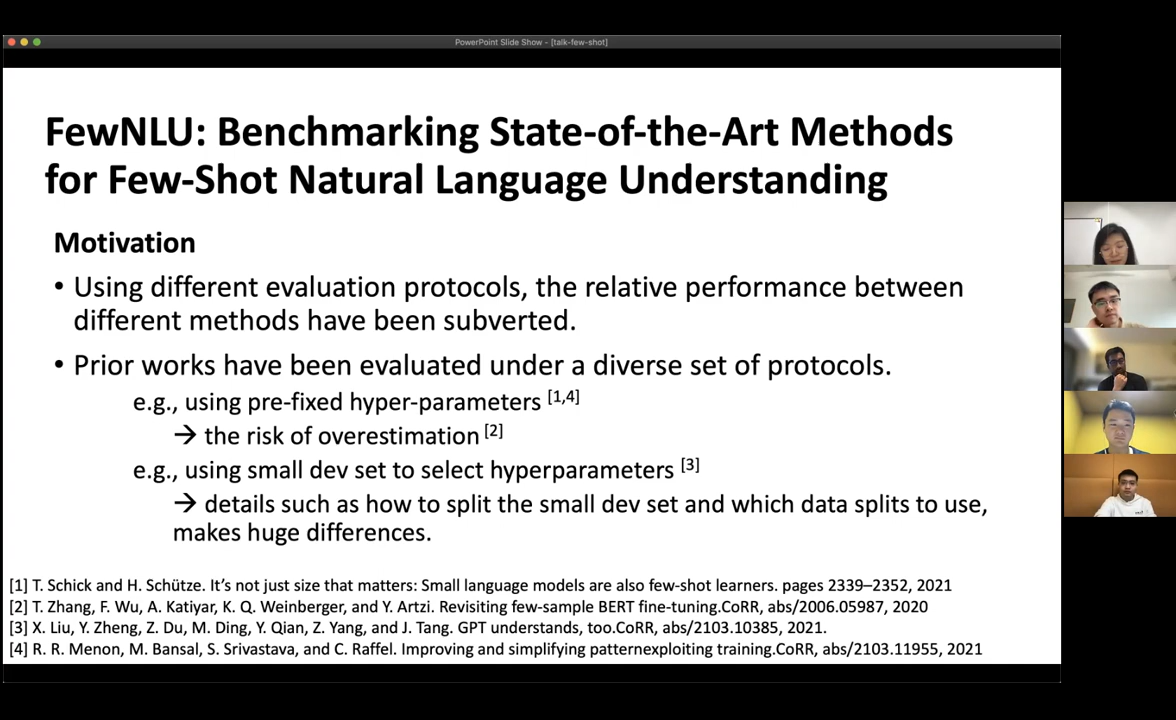 PowerPoint Slide Show - [talk-few-shot]
FewNLU: Benchmarking State-of-the-Art Methods
for Few-Shot Natural Language Understanding
Motivation
• Using different evaluation protocols, the relative performance between
different methods have been subverted.
• Prior works have been evaluated under a diverse set of protocols.
e.g., using pre-fixed hyper-parameters [1,4]
→ the risk of overestimation [2]
e.g., using small dev set to select hyperparameters [3]
→ details such as how to split the small dev set and which data splits to use,
makes huge differences.
[1] T. Schick and H. Schütze. It's not just size that matters: Small language models are also few-shot learners. pages 2339–2352, 2021
[2] T. Zhang, F. Wu, A. Katiyar, K. Q. Weinberger, and Y. Artzi. Revisiting few-sample BERT fine-tuning.CoRR, abs/2006.05987, 2020
[3] X. Liu, Y. Zheng, Z. Du, M. Ding, Y. Qian, Z. Yang, and J. Tang. GPT understands, too.CoRR, abs/2103.10385, 2021.
[4] R. R. Menon, M. Bansal, S. Srivastava, and C. Raffel. Improving and simplifying patternexploiting training.CoRR, abs/2103.11955, 2021